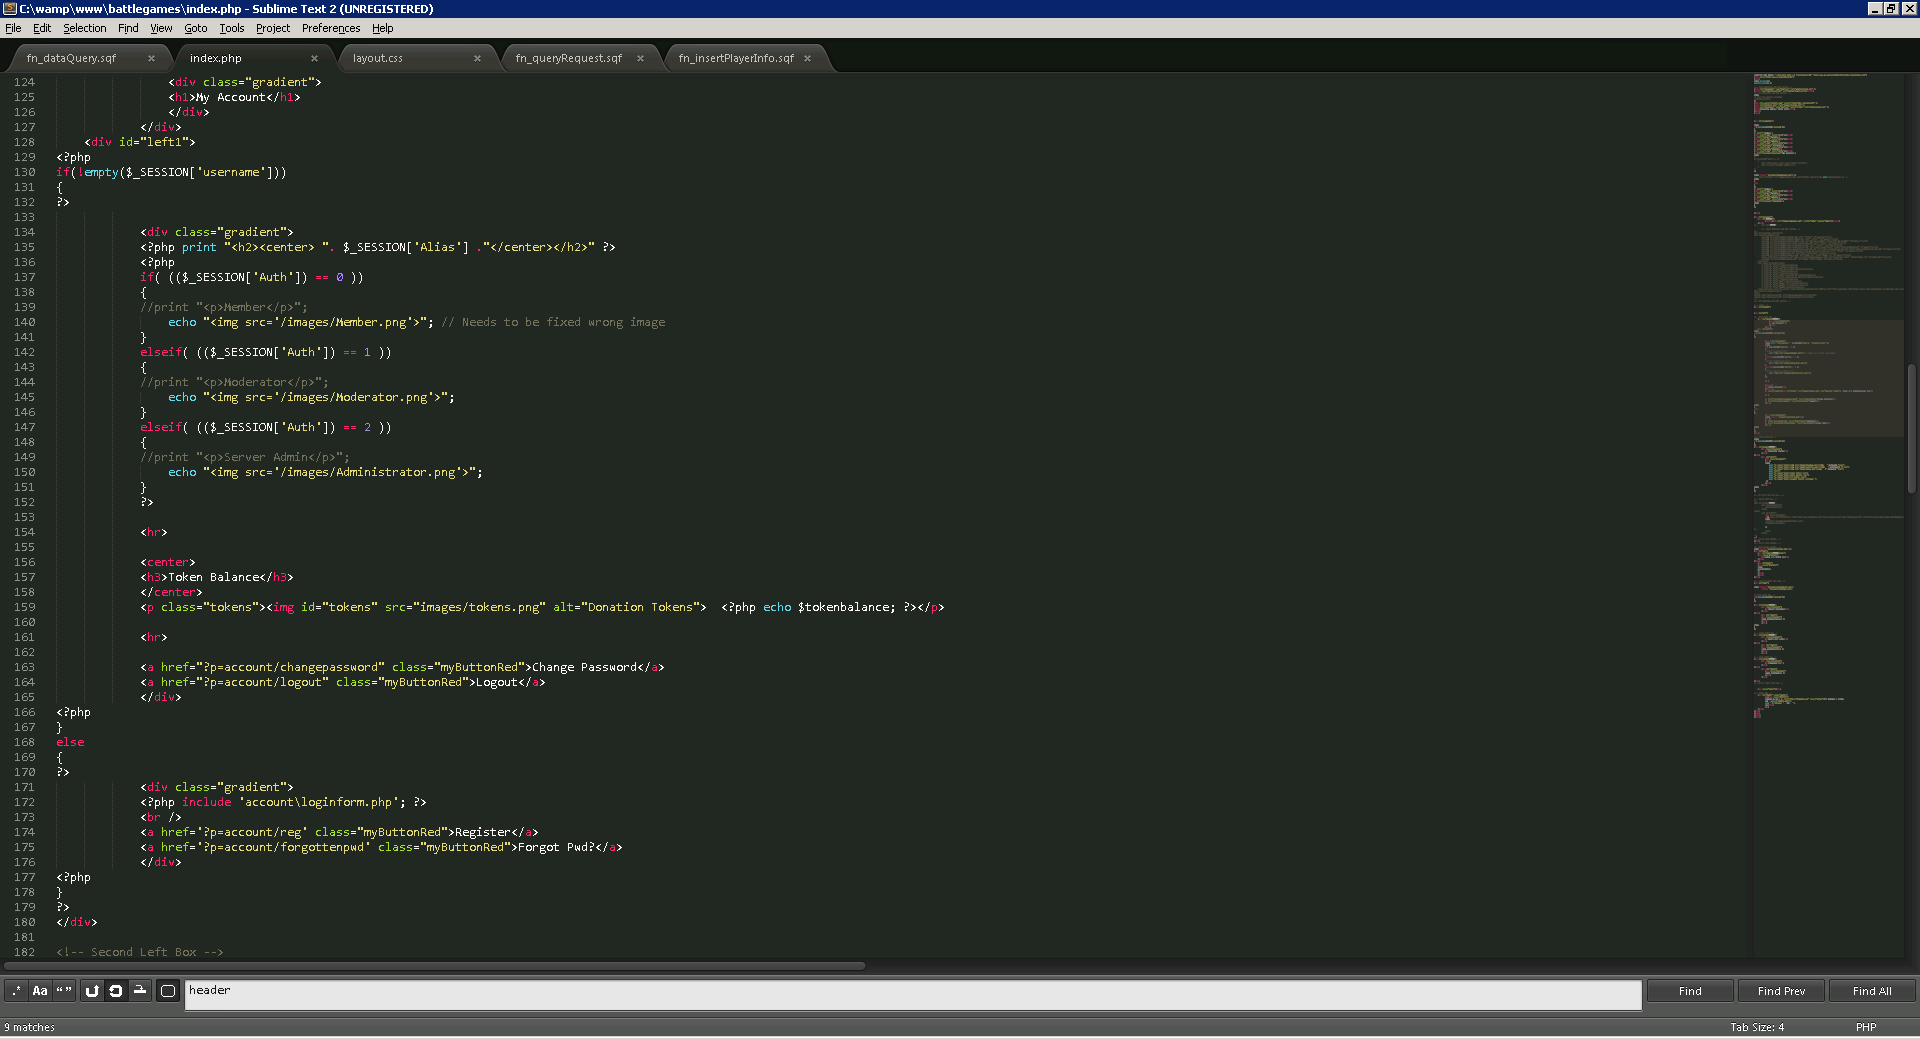 C:\wamp\www\battlegames\index.php - Sublime Text 2 (UNREGISTERED)
File Edit Selection Find View Goto Tools Project Preferences Help
fn_dataQuery.sqf × index.php × layout.css × fn_queryRequest.sqf × fn_insertPlayerInfo.sqf ×
124 <div class="gradient">
125 <h1>My Account</h1>
126 </div>
127 </div>
128 <div id="left1">
129 <?php
130 if(!empty($_SESSION['username']))
131 {
132 ?>
133
134 <div class="gradient">
135 <?php print "<h2><center> ". $_SESSION['Alias'] ."</center></h2>" ?>
136 <?php
137 if( (($_SESSION['Auth']) == 0 ))
138 {
139 //print "<p>Member</p>";
140 echo "<img src='/images/Member.png'>"; // Needs to be fixed wrong image
141 }
142 elseif( (($_SESSION['Auth']) == 1 ))
143 {
144 //print "<p>Moderator</p>";
145 echo "<img src='/images/Moderator.png'>";
146 }
147 elseif( (($_SESSION['Auth']) == 2 ))
148 {
149 //print "<p>Server Admin</p>";
150 echo "<img src='/images/Administrator.png'>";
151 }
152 ?>
153
154 <hr>
155
156 <center>
157 <h3>Token Balance</h3>
158 </center>
159 <p class="tokens"><img id="tokens" src="images/tokens.png" alt="Donation Tokens">  <?php echo $tokenbalance; ?></p>
160
161 <hr>
162
163 <a href="?p=account/changepassword" class="myButtonRed">Change Password</a>
164 <a href="?p=account/logout" class="myButtonRed">Logout</a>
165 </div>
166 <?php
167 }
168 else
169 {
170 ?>
171 <div class="gradient">
172 <?php include 'account\loginform.php'; ?>
173 <br />
174 <a href='?p=account/reg' class="myButtonRed">Register</a>
175 <a href='?p=account/forgottenpwd' class="myButtonRed">Forgot Pwd?</a>
176 </div>
177 <?php
178 }
179 ?>
180 </div>
181
182 <!-- Second Left Box -->
.* Aa “” header Find Find Prev Find All
9 matches Tab Size: 4 PHP